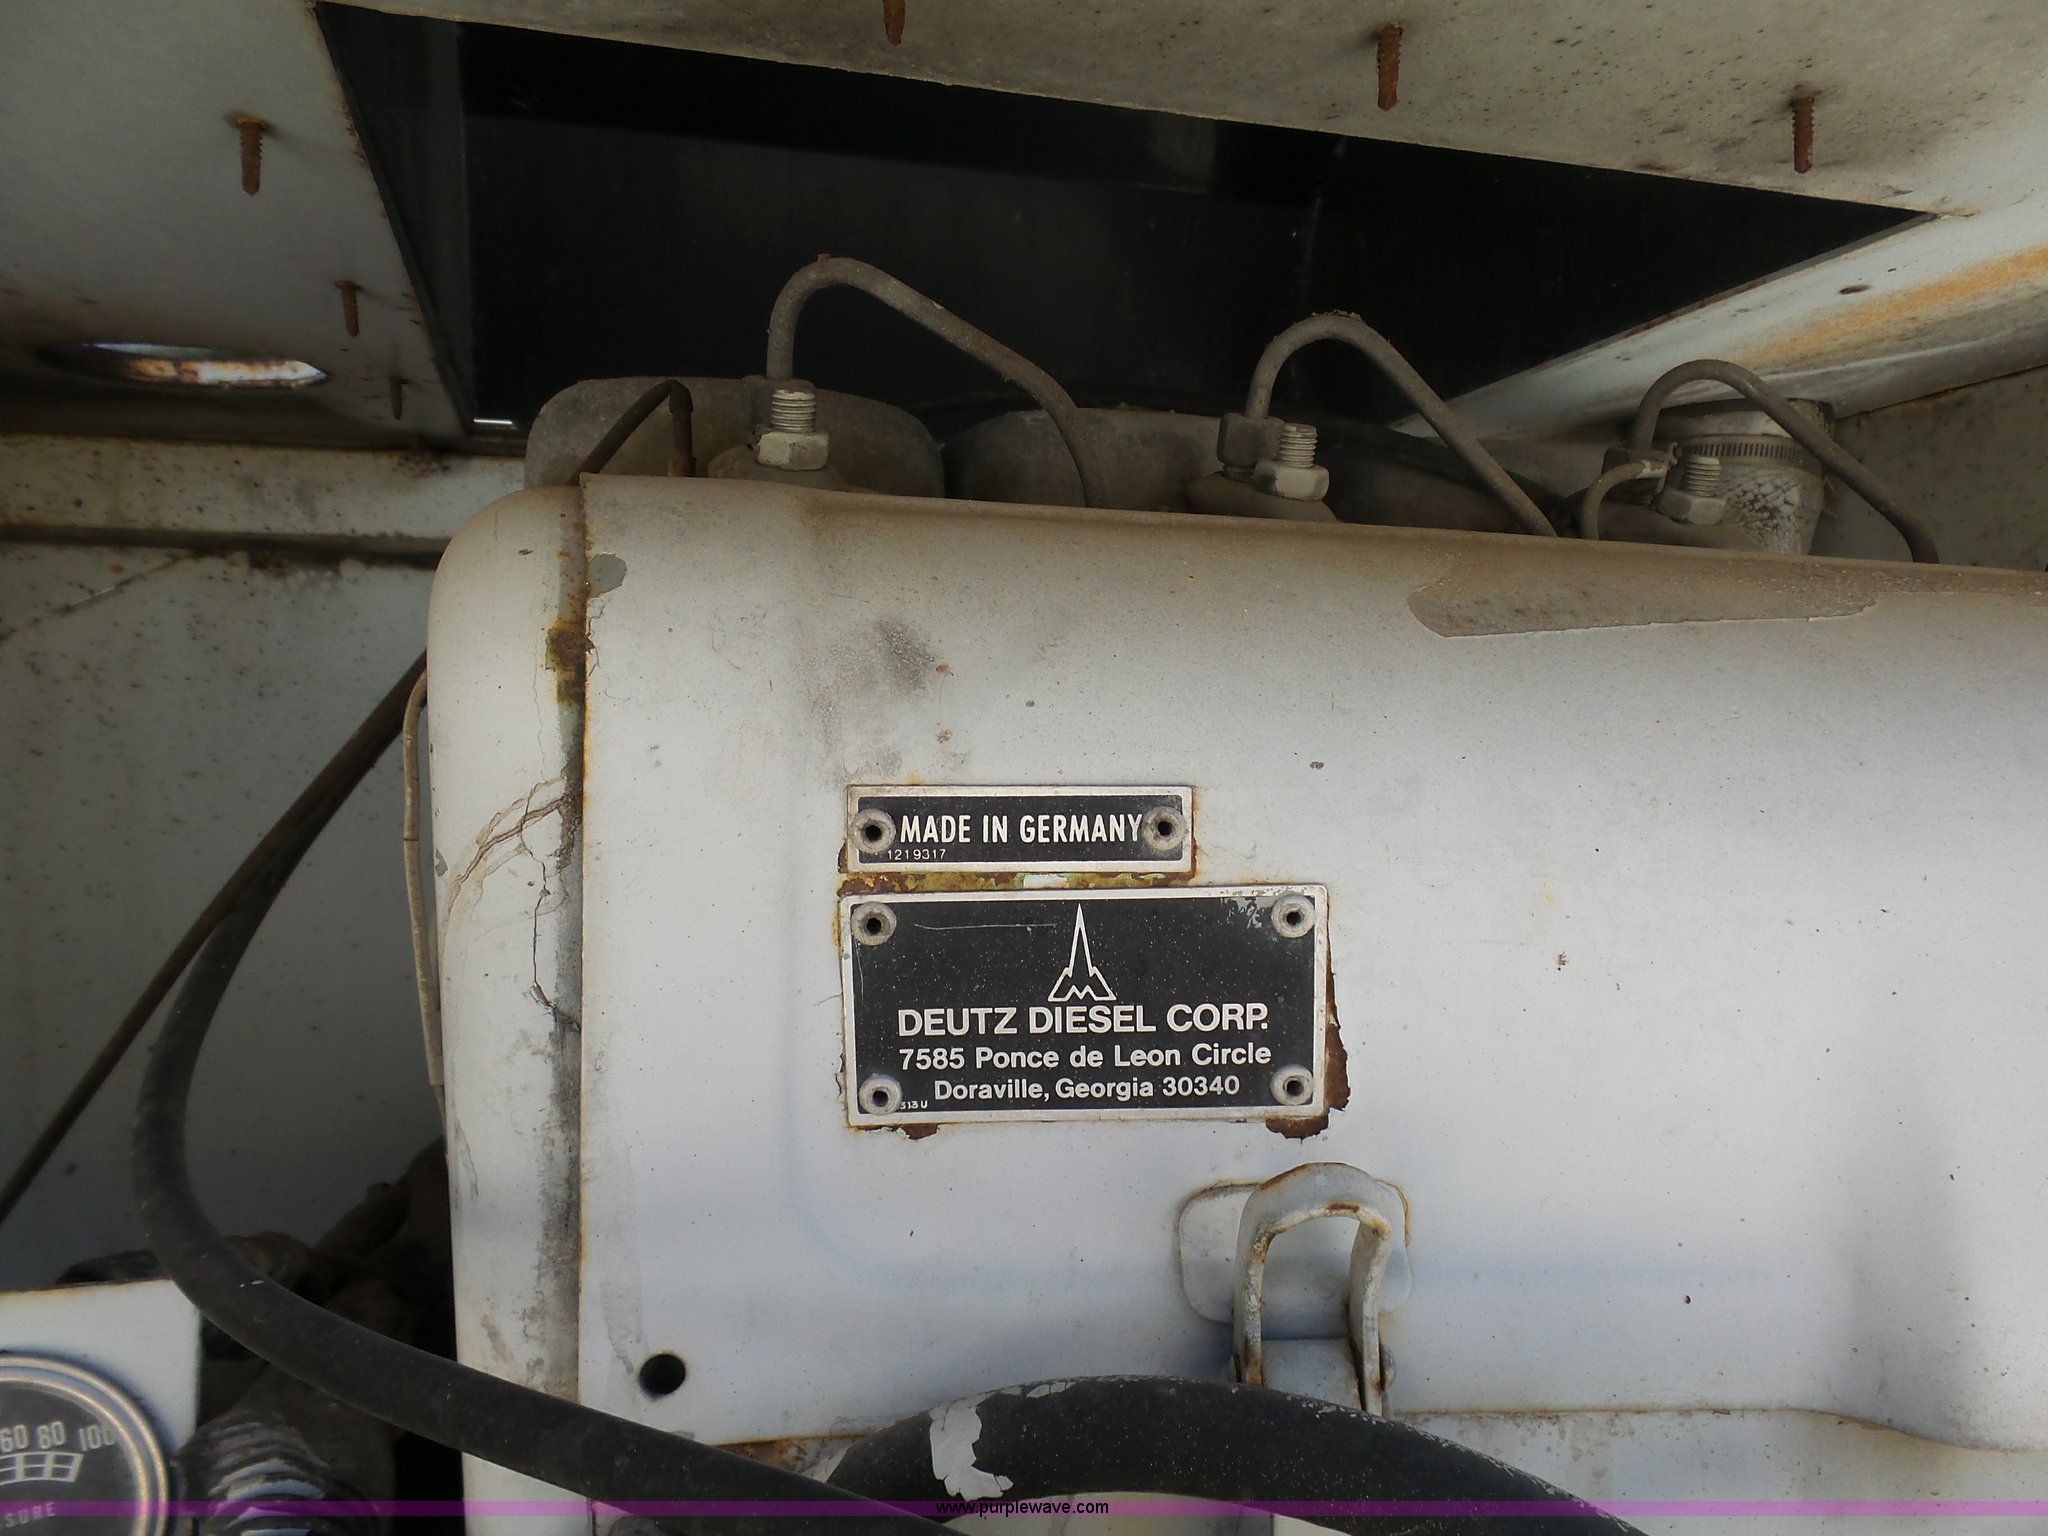 MADE IN GERMANY
1219317
DEUTZ DIESEL CORP.
7585 Ponce de Leon Circle
Doraville, Georgia 30340
313U
60 80 100
www.purplewave.com